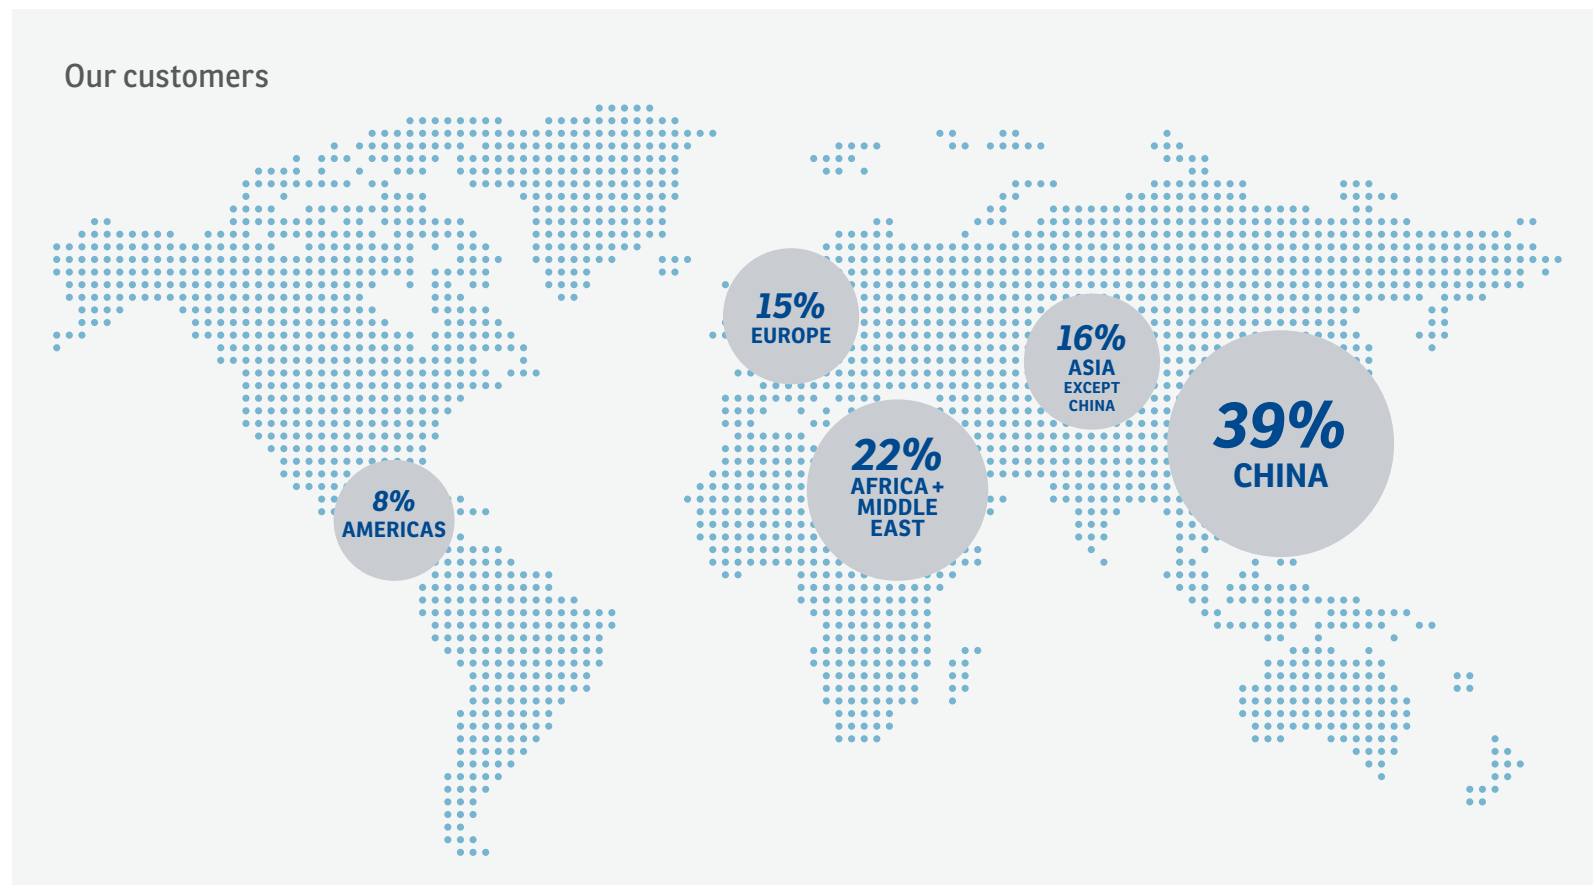 Our customers
15%
EUROPE
16%
ASIA
EXCEPT
CHINA
39%
CHINA
22%
AFRICA+
MIDDLE
EAST
8%
AMERICAS